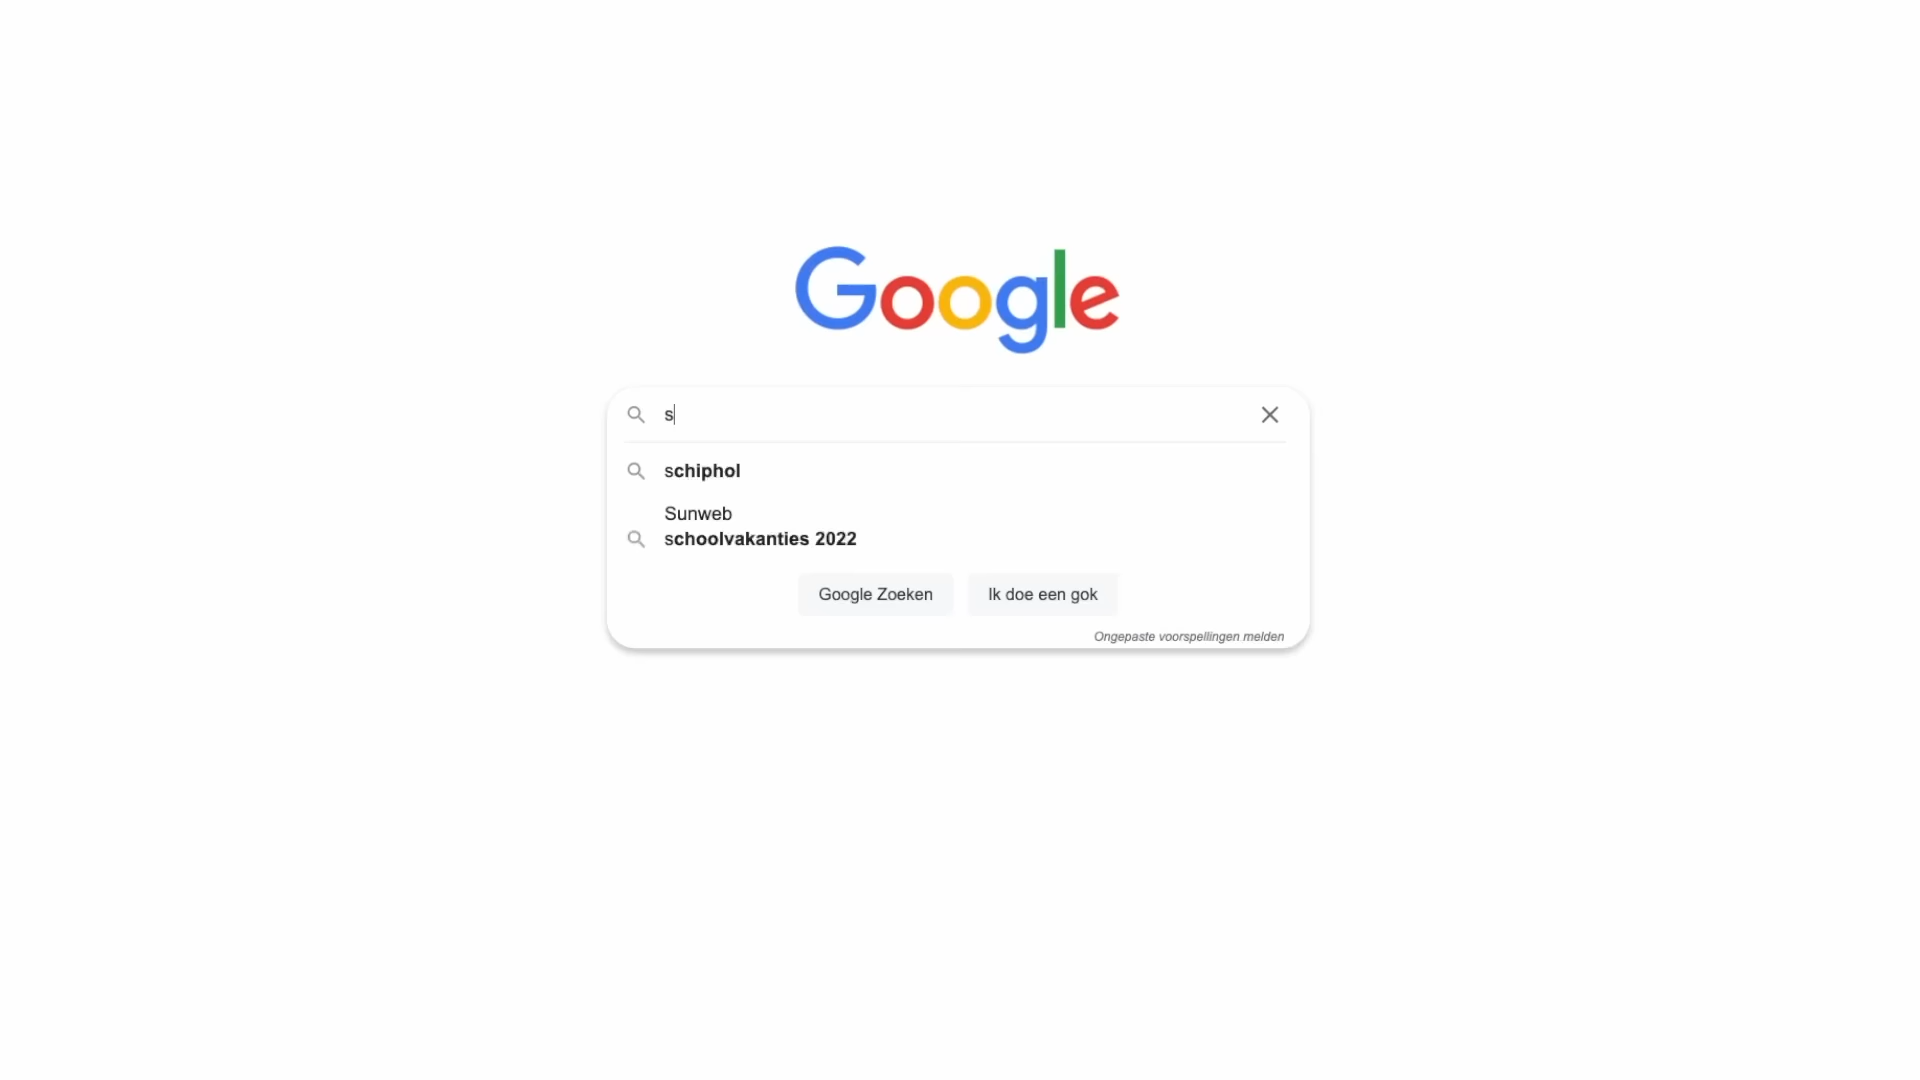 Google
s
schiphol
Sunweb
schoolvakanties 2022
Google Zoeken
Ik doe een gok
Ongepaste voorspellingen melden